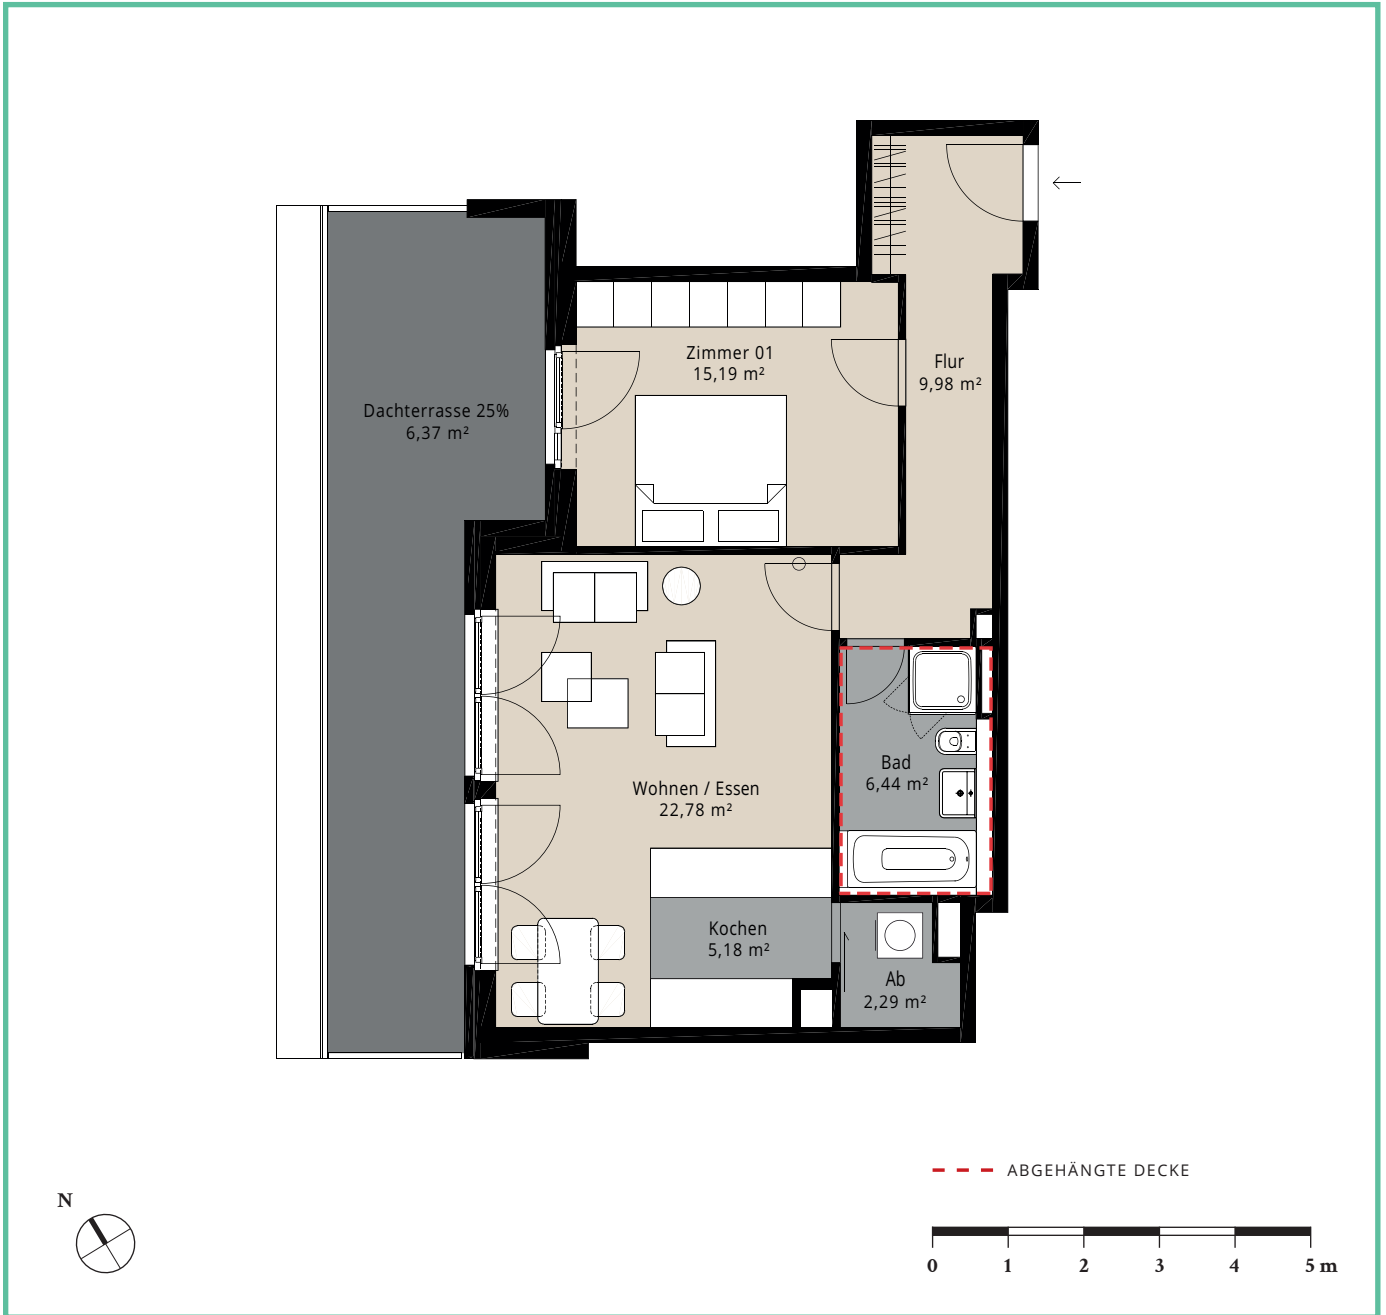 Zimmer 01
15,19 m²
Flur
9,98 m²
Dachterrasse 25%
6,37 m²
Wohnen / Essen
22,78 m²
Bad
6,44 m²
Kochen
5,18 m²
Ab
2,29 m²
ABGEHÄNGTE DECKE
N
0 1 2 3 4 5 m